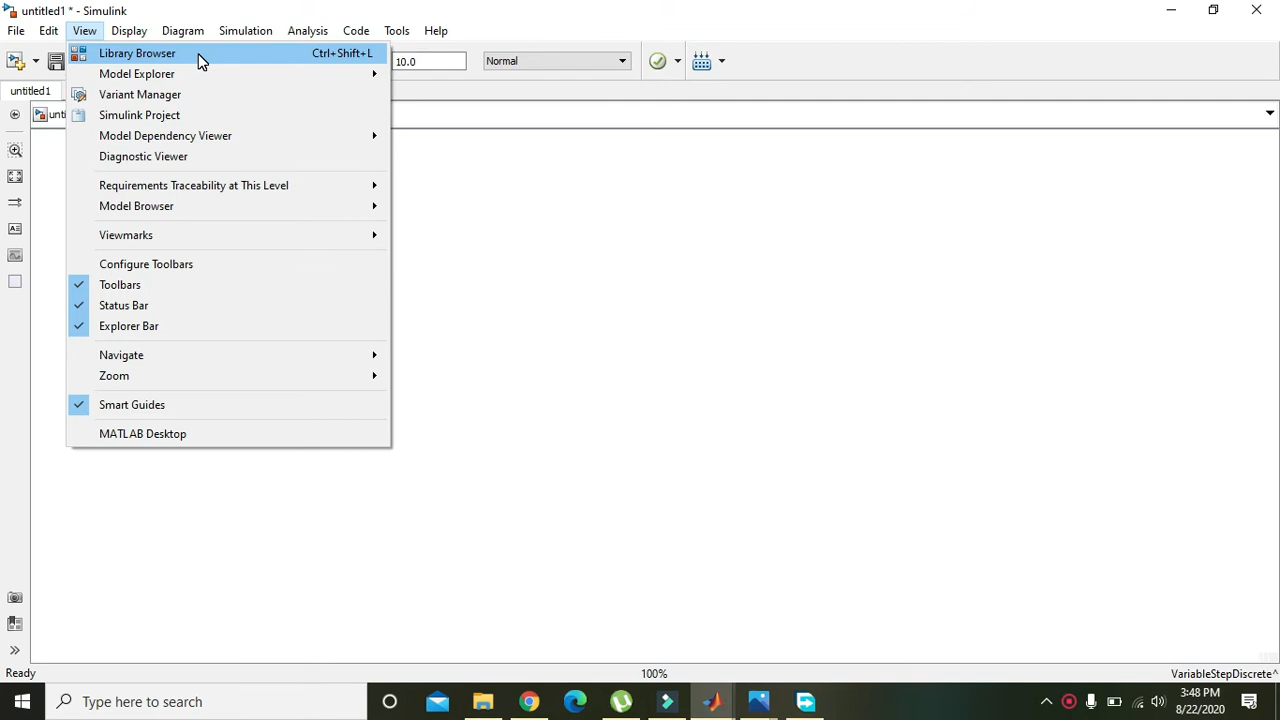 untitled1 * - Simulink
File Edit View Display Diagram Simulation Analysis Code Tools Help
10.0 Normal
untitled1
Library Browser Ctrl+Shift+L
Model Explorer
Variant Manager
Simulink Project
Model Dependency Viewer
Diagnostic Viewer
Requirements Traceability at This Level
Model Browser
Viewmarks
Configure Toolbars
Toolbars
Status Bar
Explorer Bar
Navigate
Zoom
Smart Guides
MATLAB Desktop
Ready 100% VariableStepDiscrete
Type here to search
3:48 PM
8/22/2020